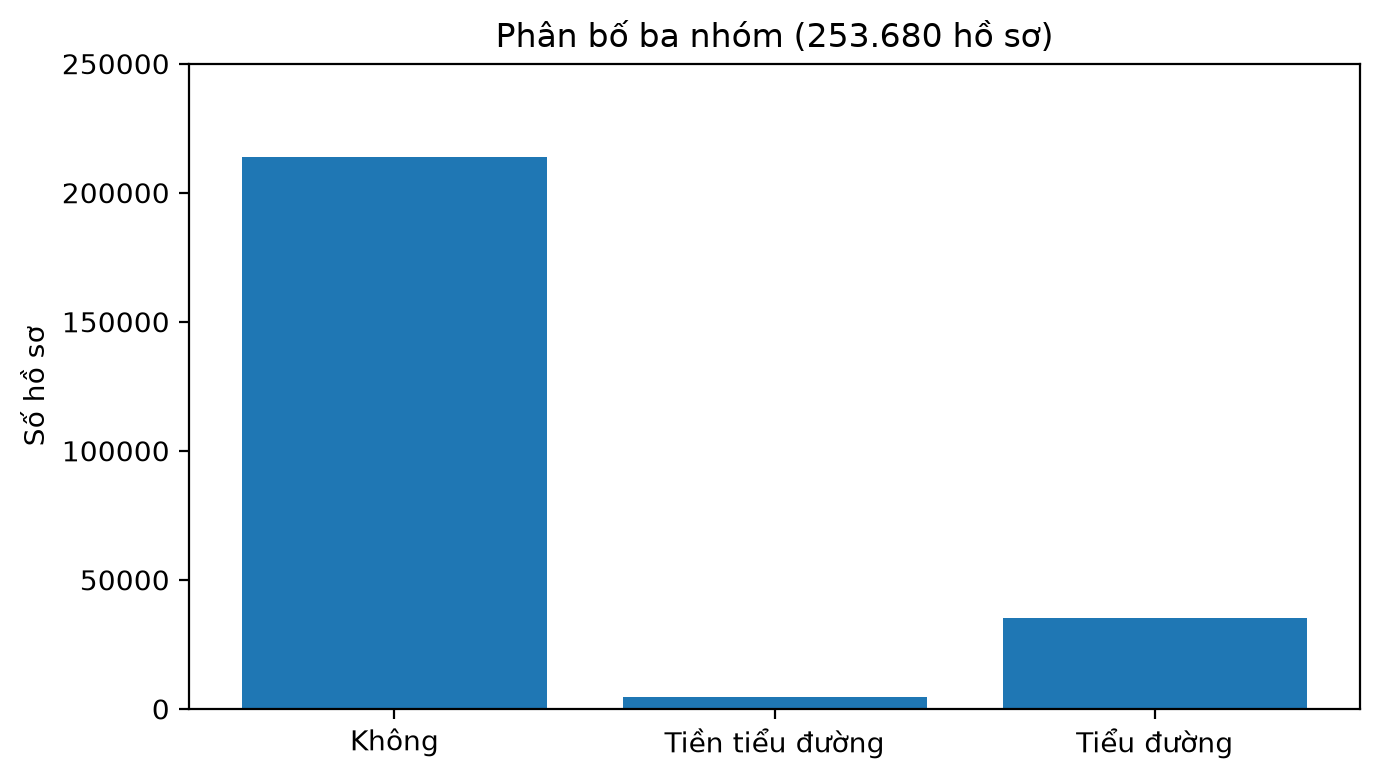 Phân bố ba nhóm (253.680 hồ sơ)
250000
200000
150000
100000
50000
0
Số hồ sơ
Không
Tiền tiểu đường
Tiểu đường